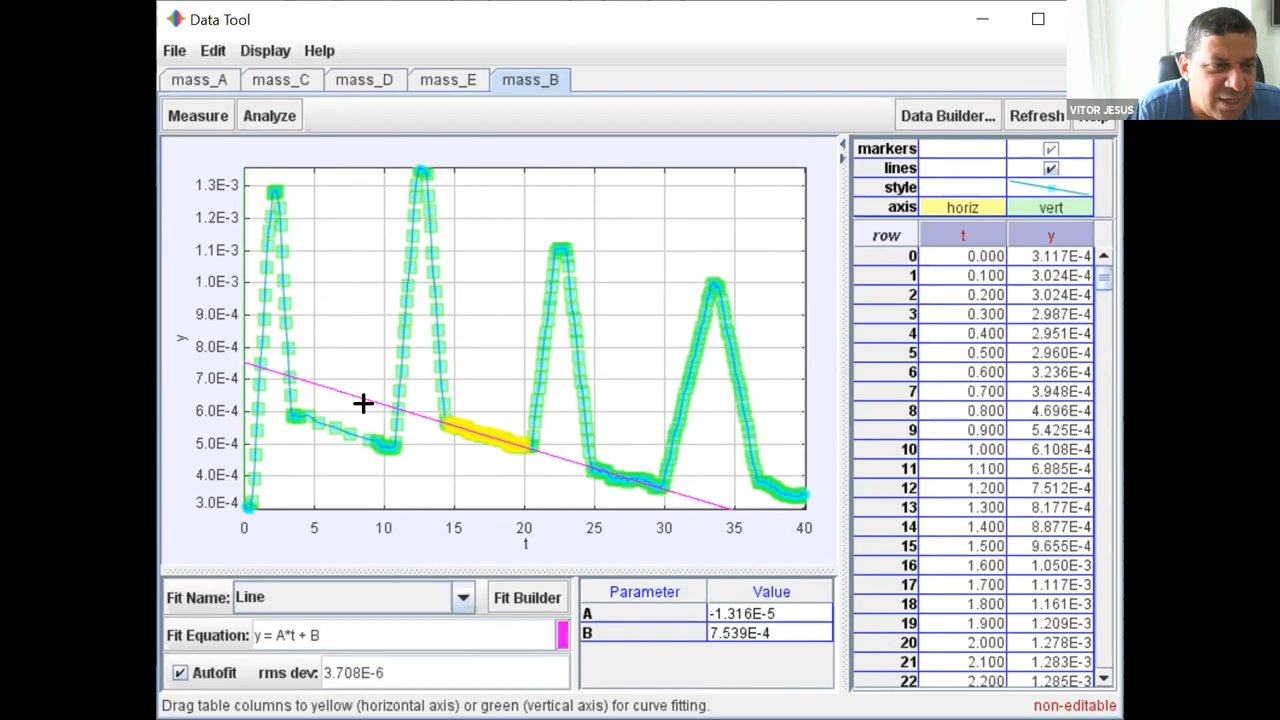 Data Tool
File Edit Display Help
mass_A mass_C mass_D mass_E mass_B
VITOR JESUS
Measure Analyze Data Builder... Refresh Help
markers
lines
style
axis horiz vert
row t y
0 0.000 3.117E-4
1 0.100 3.024E-4
2 0.200 3.024E-4
3 0.300 2.987E-4
4 0.400 2.951E-4
5 0.500 2.960E-4
6 0.600 3.236E-4
7 0.700 3.948E-4
8 0.800 4.696E-4
9 0.900 5.425E-4
10 1.000 6.108E-4
11 1.100 6.885E-4
12 1.200 7.512E-4
13 1.300 8.177E-4
14 1.400 8.877E-4
15 1.500 9.655E-4
16 1.600 1.050E-3
17 1.700 1.117E-3
18 1.800 1.161E-3
19 1.900 1.209E-3
20 2.000 1.278E-3
21 2.100 1.283E-3
22 2.200 1.285E-3
1.3E-3
1.2E-3
1.1E-3
1.0E-3
9.0E-4
8.0E-4
7.0E-4
6.0E-4
5.0E-4
4.0E-4
3.0E-4
y
0 5 10 15 20 25 30 35 40
t
Fit Name: Line Fit Builder
Fit Equation: y = A*t + B
Autofit rms dev: 3.708E-6
Parameter Value
A -1.316E-5
B 7.539E-4
Drag table columns to yellow (horizontal axis) or green (vertical axis) for curve fitting. non-editable